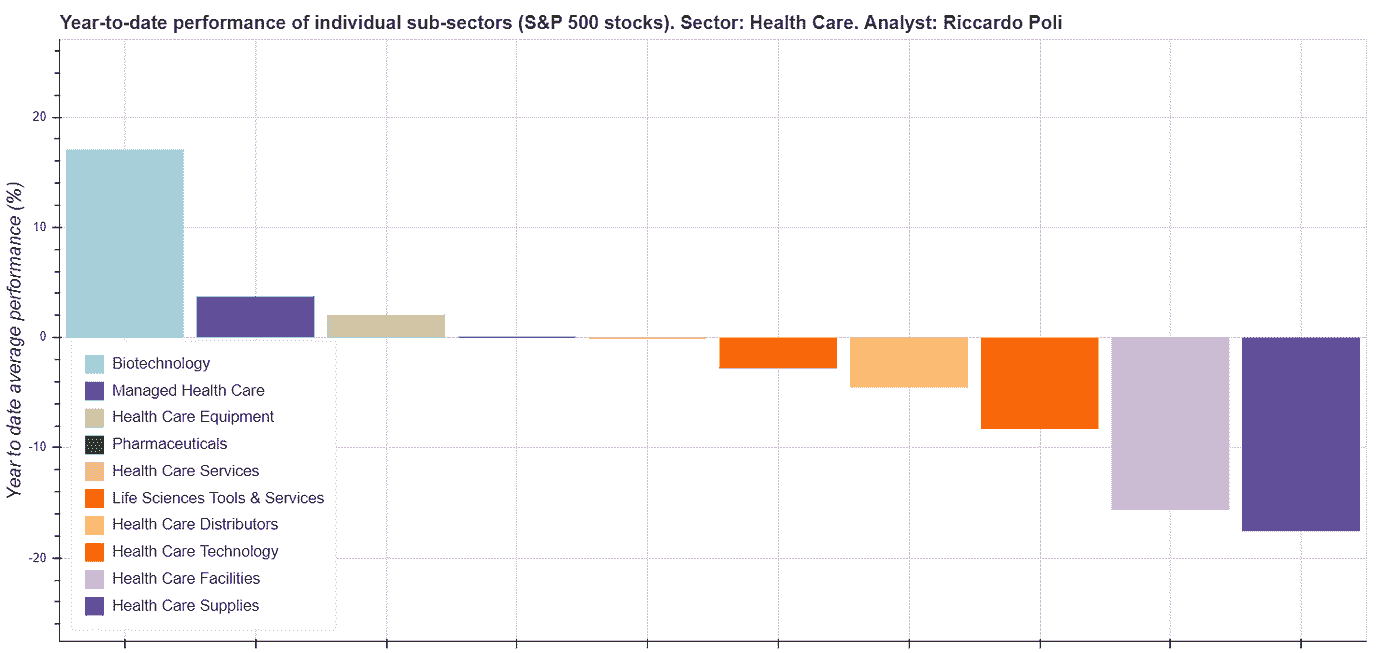 Year-to-date performance of individual sub-sectors (S&P 500 stocks). Sector: Health Care. Analyst: Riccardo Poli
Year to date average performance (%)
20
10
0
-10
-20
Biotechnology
Managed Health Care
Health Care Equipment
Pharmaceuticals
Health Care Services
Life Sciences Tools & Services
Health Care Distributors
Health Care Technology
Health Care Facilities
Health Care Supplies